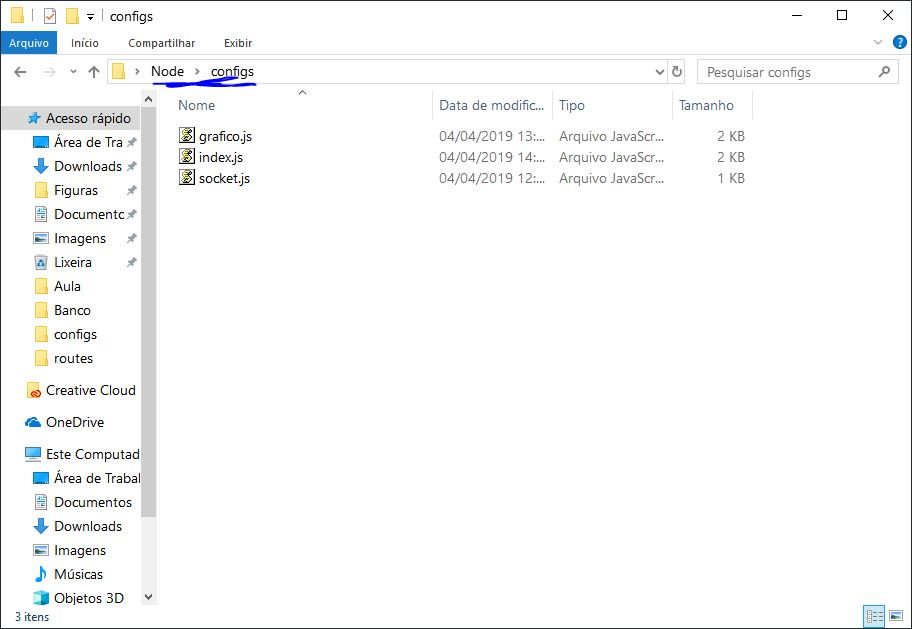 configs
Arquivo Início Compartilhar Exibir
Node configs
Pesquisar configs
Nome Data de modific... Tipo Tamanho
grafico.js 04/04/2019 13:... Arquivo JavaScr... 2 KB
index.js 04/04/2019 14:... Arquivo JavaScr... 2 KB
socket.js 04/04/2019 12:... Arquivo JavaScr... 1 KB
Acesso rápido
Área de Tra
Downloads
Figuras
Documentc
Imagens
Lixeira
Aula
Banco
configs
routes
Creative Cloud
OneDrive
Este Computad
Área de Trabal
Documentos
Downloads
Imagens
Músicas
Objetos 3D
3 itens